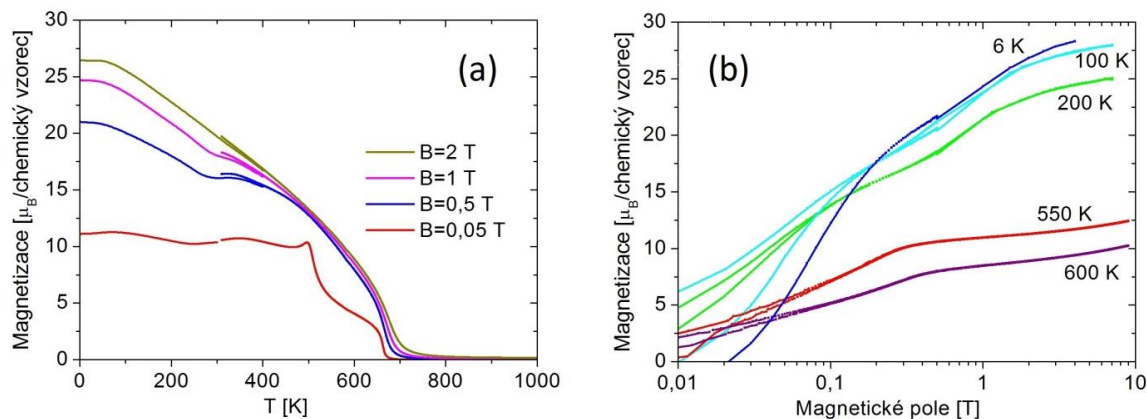 Magnetizace [μB/chemický vzorec]
30
25
20
15
10
5
0
(a)
B=2 T
B=1 T
B=0,5 T
B=0,05 T
0 200 400 600 800 1000
T [K]
Magnetizace [μB/chemický vzorec]
30
25
20
15
10
5
0
(b)
6 K
100 K
200 K
550 K
600 K
0,01 0,1 1 10
Magnetické pole [T]